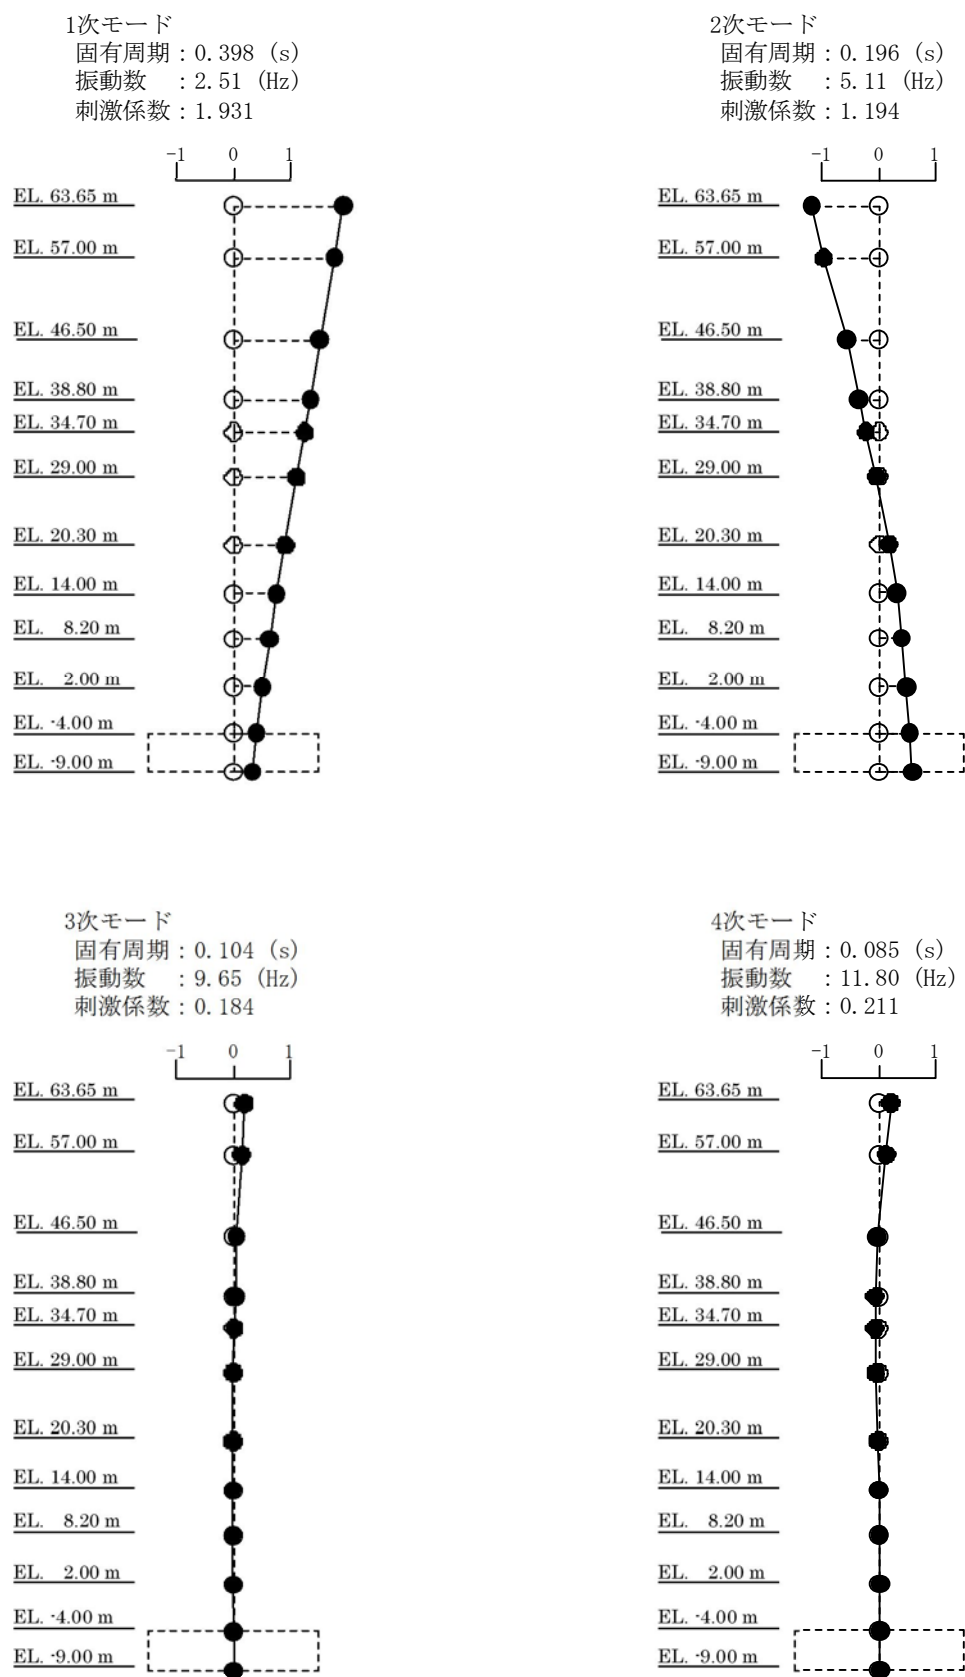 1次モード
固有周期：0.398 (s)
振動数　：2.51 (Hz)
刺激係数：1.931
-1 0 1
EL. 63.65 m
EL. 57.00 m
EL. 46.50 m
EL. 38.80 m
EL. 34.70 m
EL. 29.00 m
EL. 20.30 m
EL. 14.00 m
EL. 8.20 m
EL. 2.00 m
EL. -4.00 m
EL. -9.00 m
2次モード
固有周期：0.196 (s)
振動数　：5.11 (Hz)
刺激係数：1.194
-1 0 1
EL. 63.65 m
EL. 57.00 m
EL. 46.50 m
EL. 38.80 m
EL. 34.70 m
EL. 29.00 m
EL. 20.30 m
EL. 14.00 m
EL. 8.20 m
EL. 2.00 m
EL. -4.00 m
EL. -9.00 m
3次モード
固有周期：0.104 (s)
振動数　：9.65 (Hz)
刺激係数：0.184
-1 0 1
EL. 63.65 m
EL. 57.00 m
EL. 46.50 m
EL. 38.80 m
EL. 34.70 m
EL. 29.00 m
EL. 20.30 m
EL. 14.00 m
EL. 8.20 m
EL. 2.00 m
EL. -4.00 m
EL. -9.00 m
4次モード
固有周期：0.085 (s)
振動数　：11.80 (Hz)
刺激係数：0.211
-1 0 1
EL. 63.65 m
EL. 57.00 m
EL. 46.50 m
EL. 38.80 m
EL. 34.70 m
EL. 29.00 m
EL. 20.30 m
EL. 14.00 m
EL. 8.20 m
EL. 2.00 m
EL. -4.00 m
EL. -9.00 m